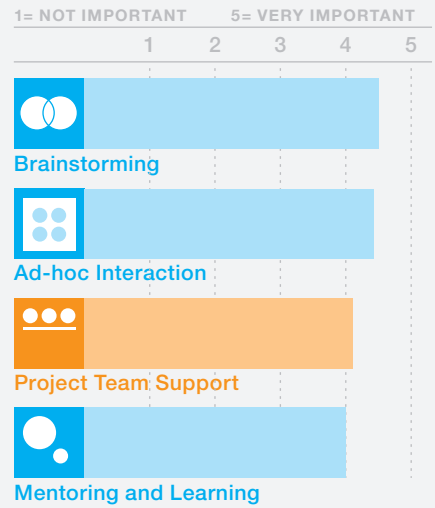 1= NOT IMPORTANT 5= VERY IMPORTANT
1 2 3 4 5
Brainstorming
Ad-hoc Interaction
Project Team Support
Mentoring and Learning